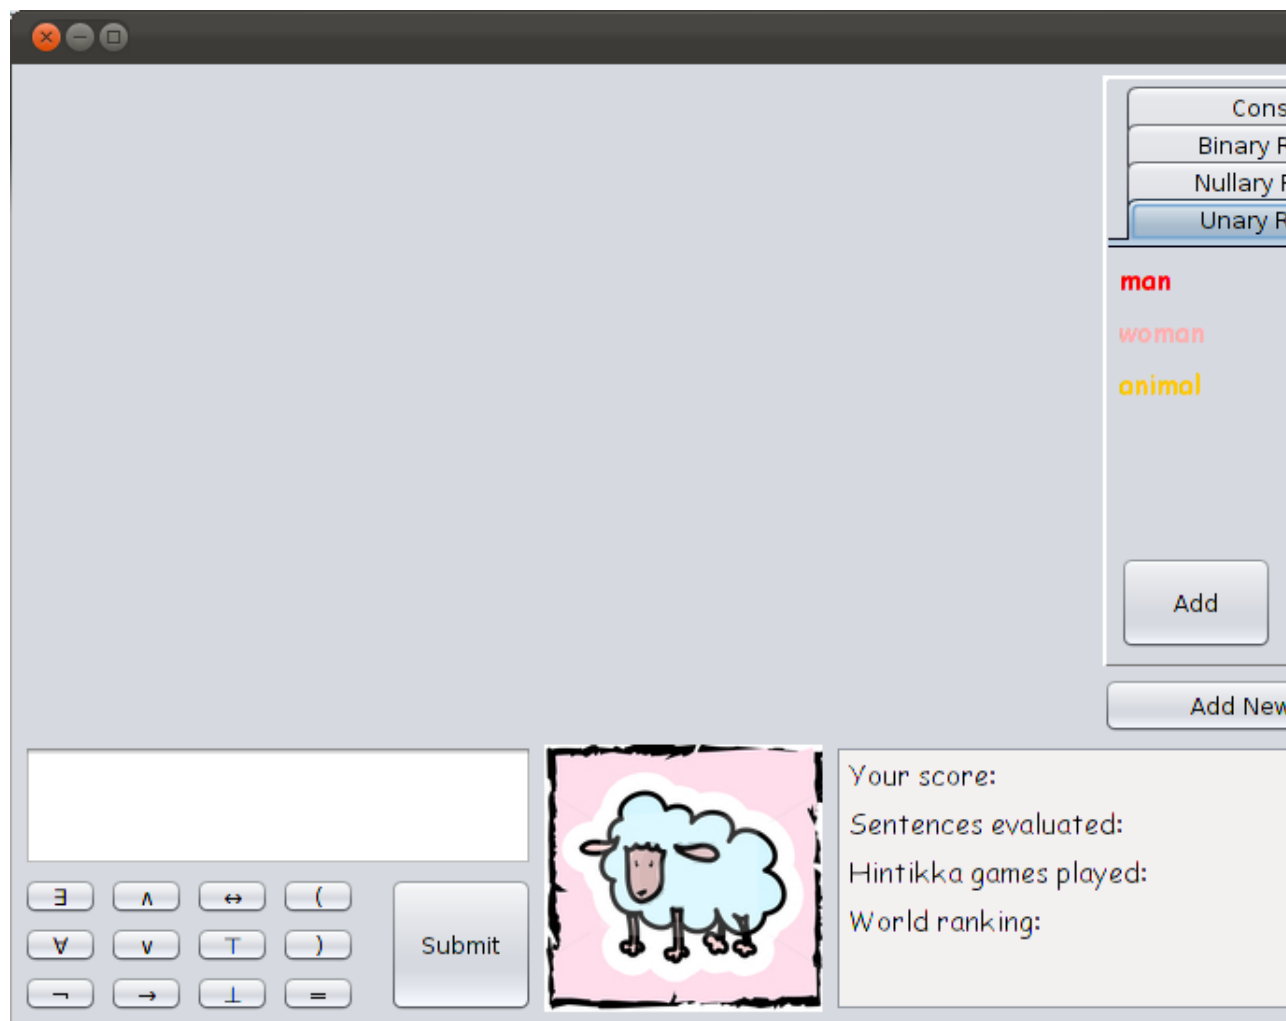 Cons
Binary R
Nullary R
Unary R
man
woman
animal
Add
Add New
Your score:
Sentences evaluated:
Hintikka games played:
World ranking:
∃ ∧ ↔ (
∀ ∨ ⊤ )
¬ → ⊥ =
Submit